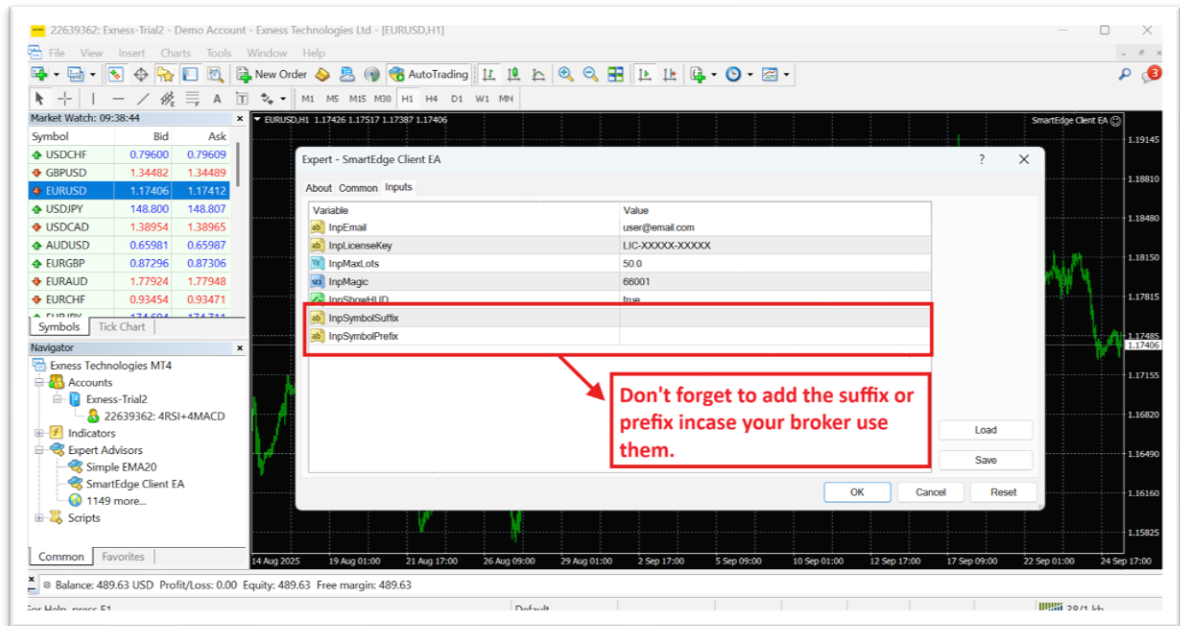 22639362: Exness-Trial2 - Demo Account - Exness Technologies Ltd - [EURUSD,H1]
File View Insert Charts Tools Window Help
New Order AutoTrading
3
A T M1 M5 M15 M30 H1 H4 D1 W1 MN
Market Watch: 09:38:44
Symbol Bid Ask
USDCHF 0.79600 0.79609
GBPUSD 1.34482 1.34489
EURUSD 1.17406 1.17412
USDJPY 148.800 148.807
USDCAD 1.38954 1.38965
AUDUSD 0.65981 0.65987
EURGBP 0.87296 0.87306
EURAUD 1.77924 1.77948
EURCHF 0.93454 0.93471
EURJPY 174.694 174.711
Symbols Tick Chart
Navigator
Exness Technologies MT4
Accounts
Exness-Trial2
22639362: 4RSI+4MACD
Indicators
Expert Advisors
Simple EMA20
SmartEdge Client EA
1149 more...
Scripts
Common Favorites
EURUSD,H1 1.17426 1.17517 1.17387 1.17406
SmartEdge Client EA
Expert - SmartEdge Client EA
? X
About Common Inputs
Variable Value
InpEmail user@email.com
InpLicenseKey LIC-XXXXX-XXXXX
InpMaxLots 50.0
InpMagic 66001
InpShowHUD true
InpSymbolSuffix
InpSymbolPrefix
Don't forget to add the suffix or
prefix incase your broker use
them.
Load
Save
OK Cancel Reset
1.19145
1.18810
1.18480
1.18150
1.17815
1.17485
1.17406
1.17155
1.16820
1.16490
1.16160
1.15825
14 Aug 2025 19 Aug 01:00 21 Aug 17:00 26 Aug 09:00 29 Aug 01:00 2 Sep 17:00 5 Sep 09:00 10 Sep 01:00 12 Sep 17:00 17 Sep 09:00 22 Sep 01:00 24 Sep 17:00
Balance: 489.63 USD Profit/Loss: 0.00 Equity: 489.63 Free margin: 489.63
For Help, press F1 Default 38/1 kb